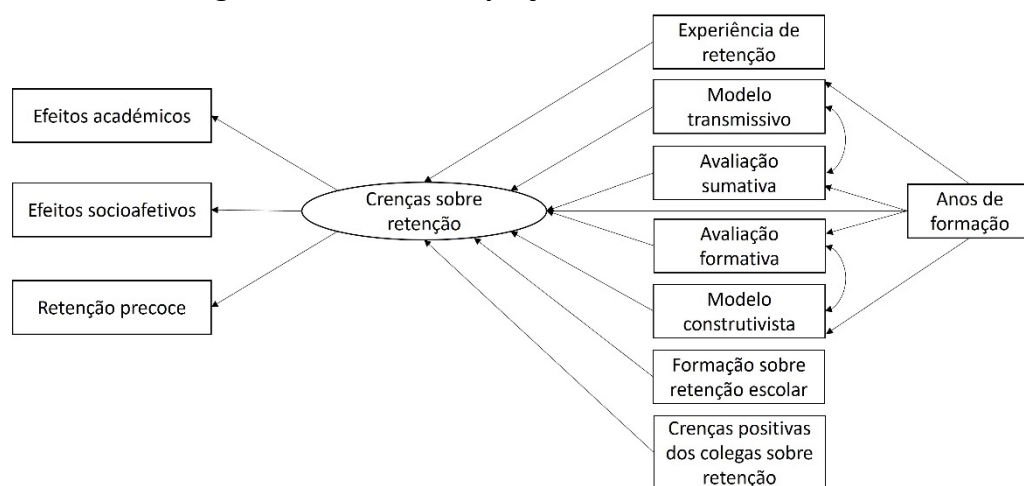 Experiência de
retenção
Efeitos académicos
Modelo
transmissivo
Avaliação
sumativa
Efeitos socioafetivos
Crenças sobre
retenção
Anos de
formação
Avaliação
formativa
Retenção precoce
Modelo
construtivista
Formação sobre
retenção escolar
Crenças positivas
dos colegas sobre
retenção